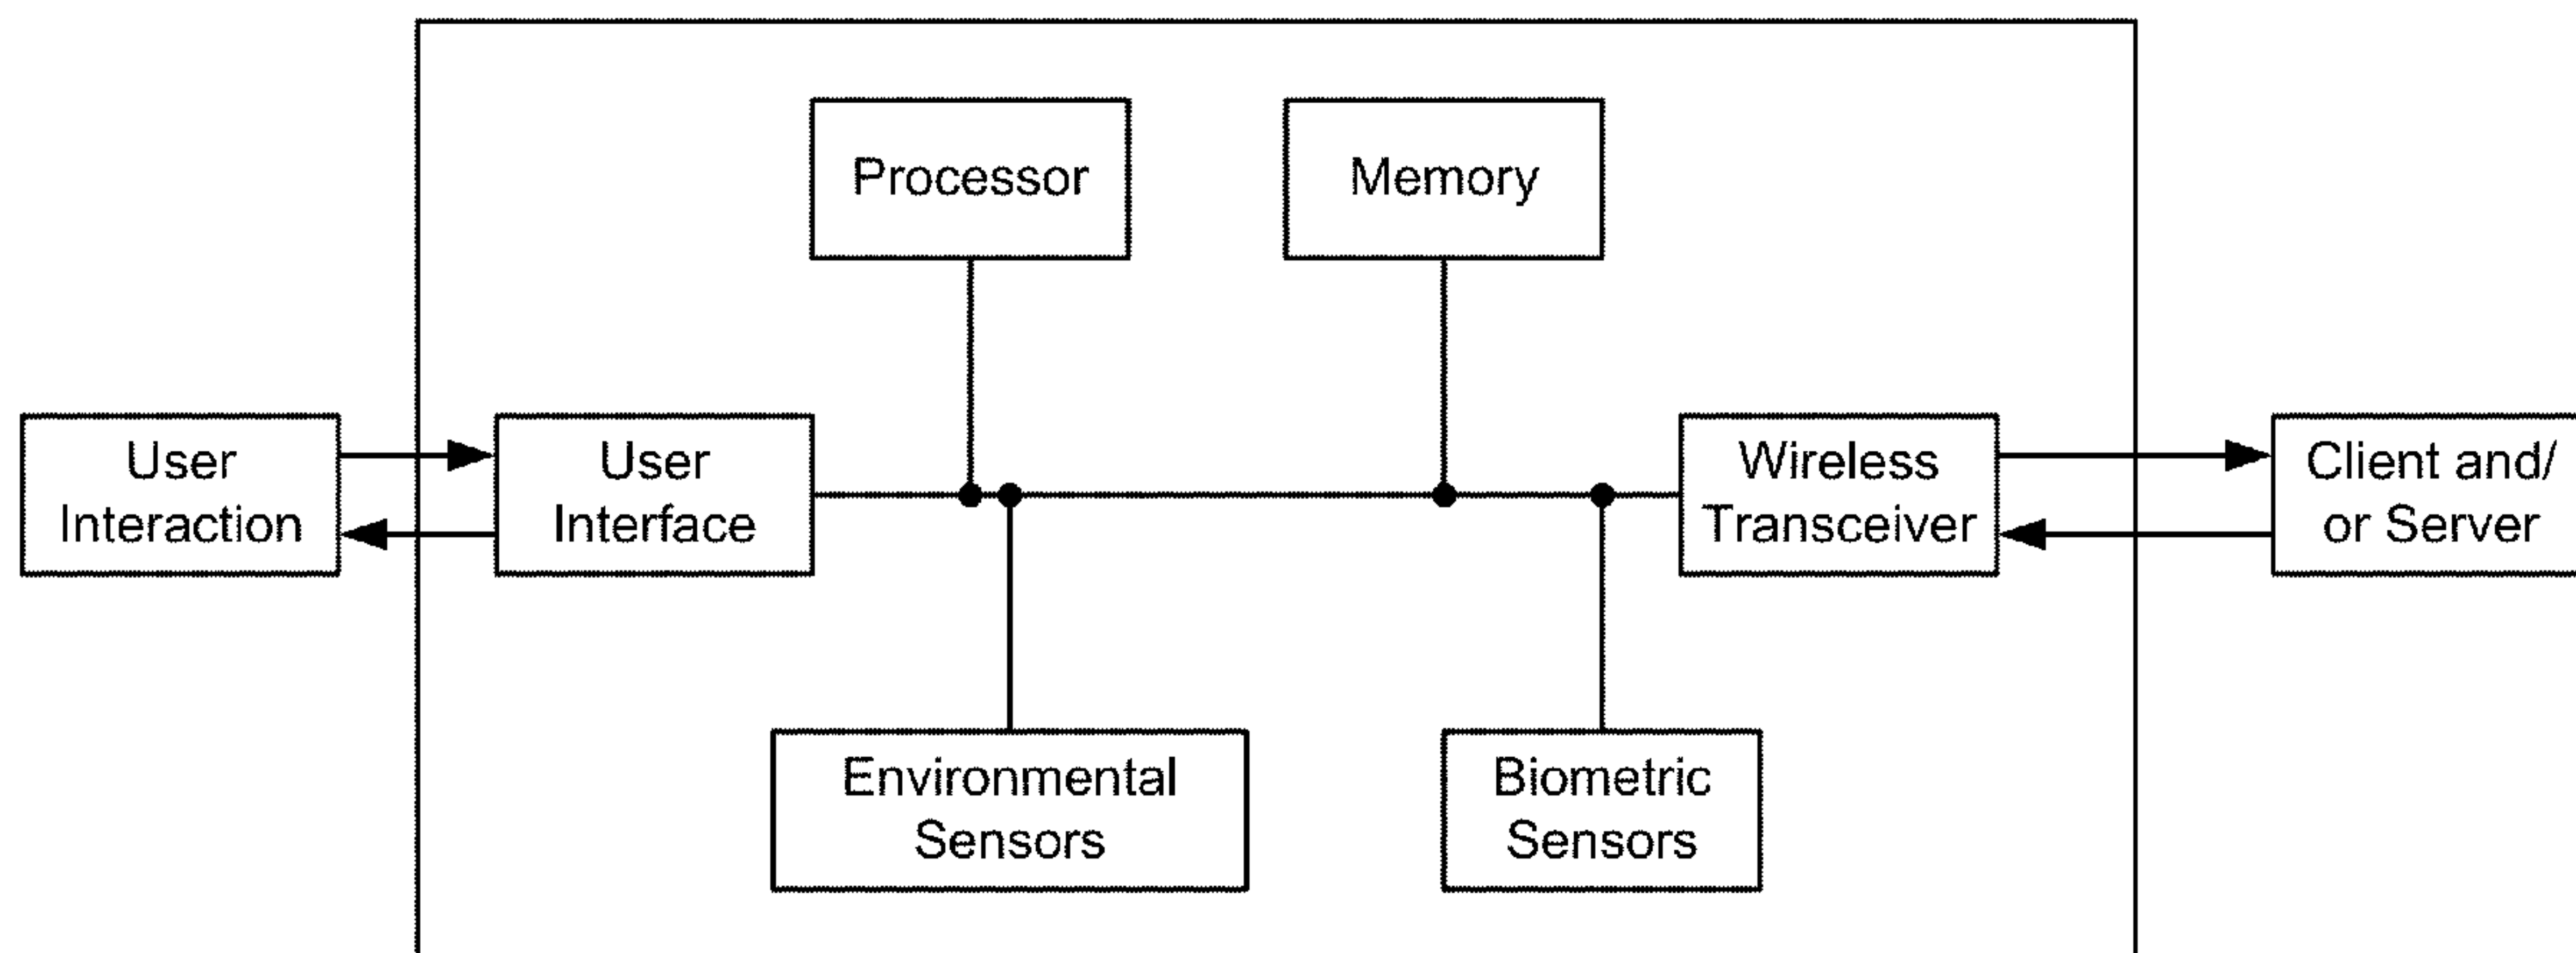 Processor
Memory
User
Interaction
User
Interface
Wireless
Transceiver
Client and/
or Server
Environmental
Sensors
Biometric
Sensors